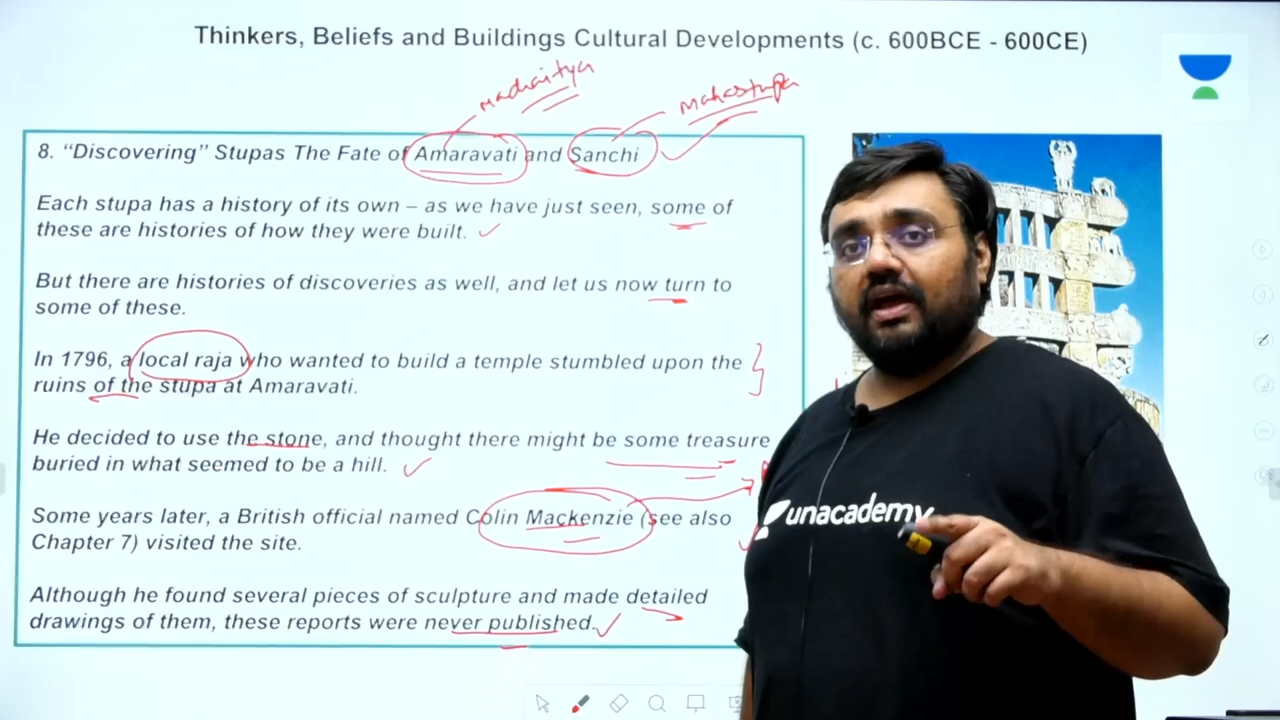 Thinkers, Beliefs and Buildings Cultural Developments (c. 600BCE - 600CE)
mahastupa
8. “Discovering” Stupas The Fate of Amaravati and Sanchi
Each stupa has a history of its own – as we have just seen, some of
these are histories of how they were built.
But there are histories of discoveries as well, and let us now turn to
some of these.
In 1796, a local raja who wanted to build a temple stumbled upon the
ruins of the stupa at Amaravati.
He decided to use the stone, and thought there might be some treasure
buried in what seemed to be a hill.
Some years later, a British official named Colin Mackenzie (see also
Chapter 7) visited the site.
Although he found several pieces of sculpture and made detailed
drawings of them, these reports were never published.
unacademy